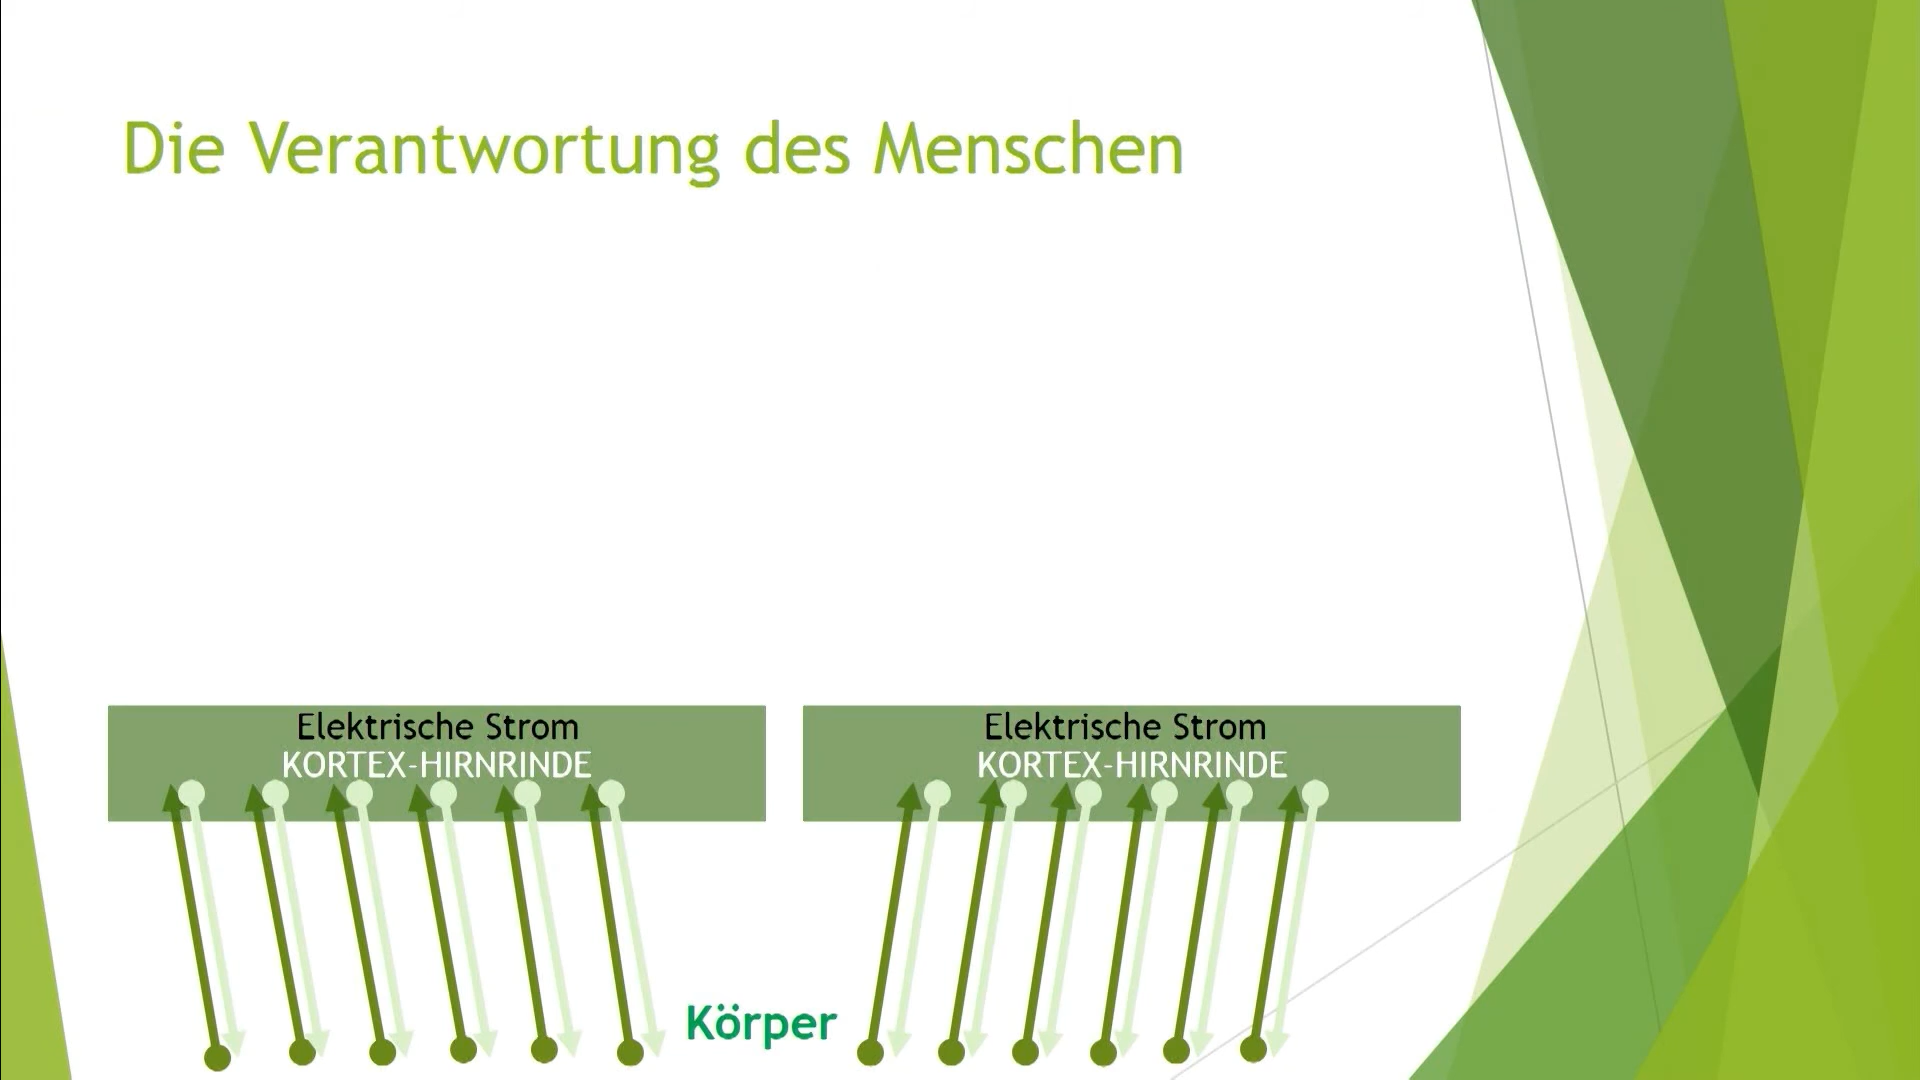 Die Verantwortung des Menschen
Elektrische Strom
KORTEX-HIRNRINDE
Elektrische Strom
KORTEX-HIRNRINDE
Körper